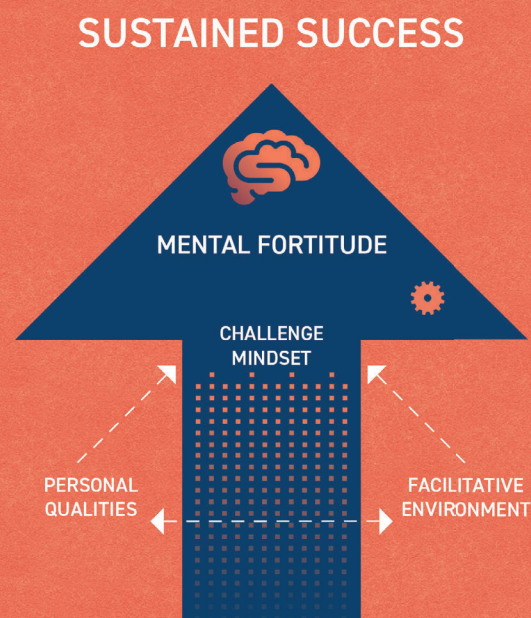 SUSTAINED SUCCESS
MENTAL FORTITUDE
CHALLENGE
MINDSET
PERSONAL
QUALITIES
FACILITATIVE
ENVIRONMENT